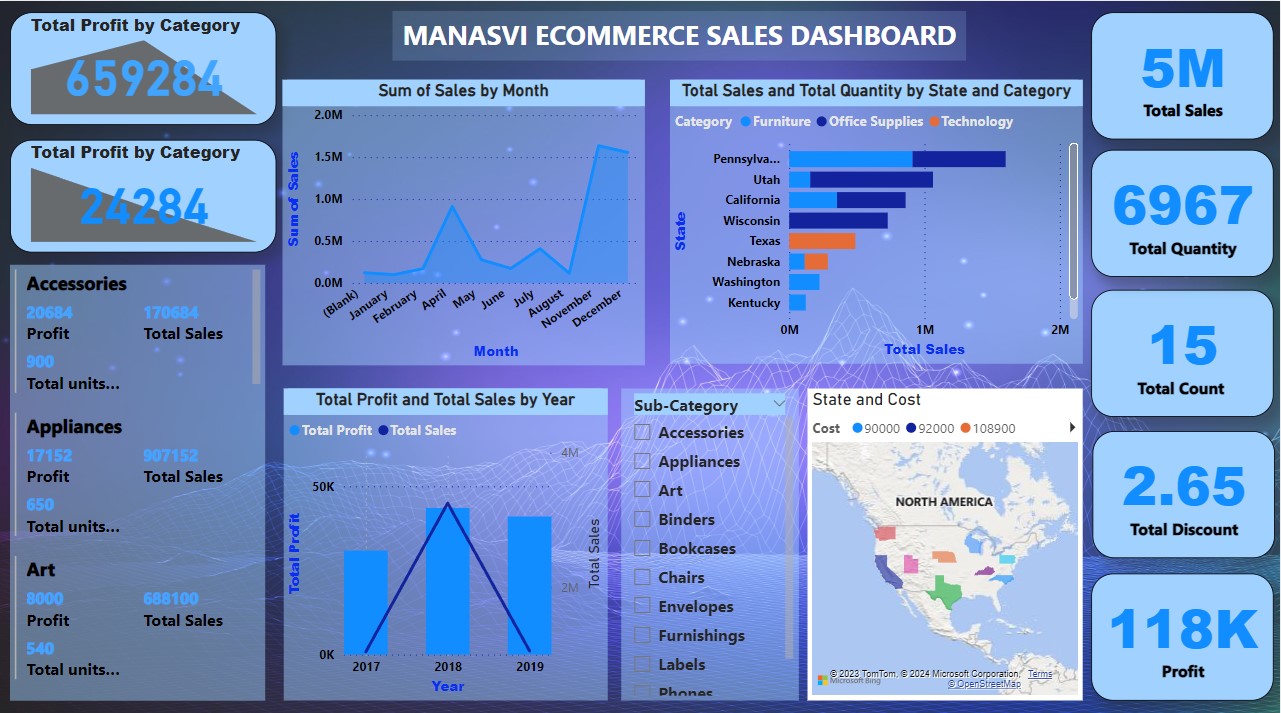 MANASVI ECOMMERCE SALES DASHBOARD
Total Profit by Category
659284
Total Profit by Category
24284
Accessories
20684 170684
Profit Total Sales
900
Total units...
Appliances
17152 907152
Profit Total Sales
650
Total units...
Art
8000 688100
Profit Total Sales
540
Total units...
Sum of Sales by Month
Sum of Sales
2.0M
1.5M
1.0M
0.5M
0.0M
(Blank) January February April May June July August November December
Month
Total Sales and Total Quantity by State and Category
Category Furniture Office Supplies Technology
State
Pennsylva...
Utah
California
Wisconsin
Texas
Nebraska
Washington
Kentucky
0M 1M 2M
Total Sales
Total Profit and Total Sales by Year
Total Profit Total Sales
Total Profit
50K
0K
4M
2M
Total Sales
2017 2018 2019
Year
Sub-Category
Accessories
Appliances
Art
Binders
Bookcases
Chairs
Envelopes
Furnishings
Labels
Phones
State and Cost
Cost 90000 92000 108900
NORTH AMERICA
© 2023 TomTom, © 2024 Microsoft Corporation, Terms
Microsoft Bing
© OpenStreetMap
5M
Total Sales
6967
Total Quantity
15
Total Count
2.65
Total Discount
118K
Profit